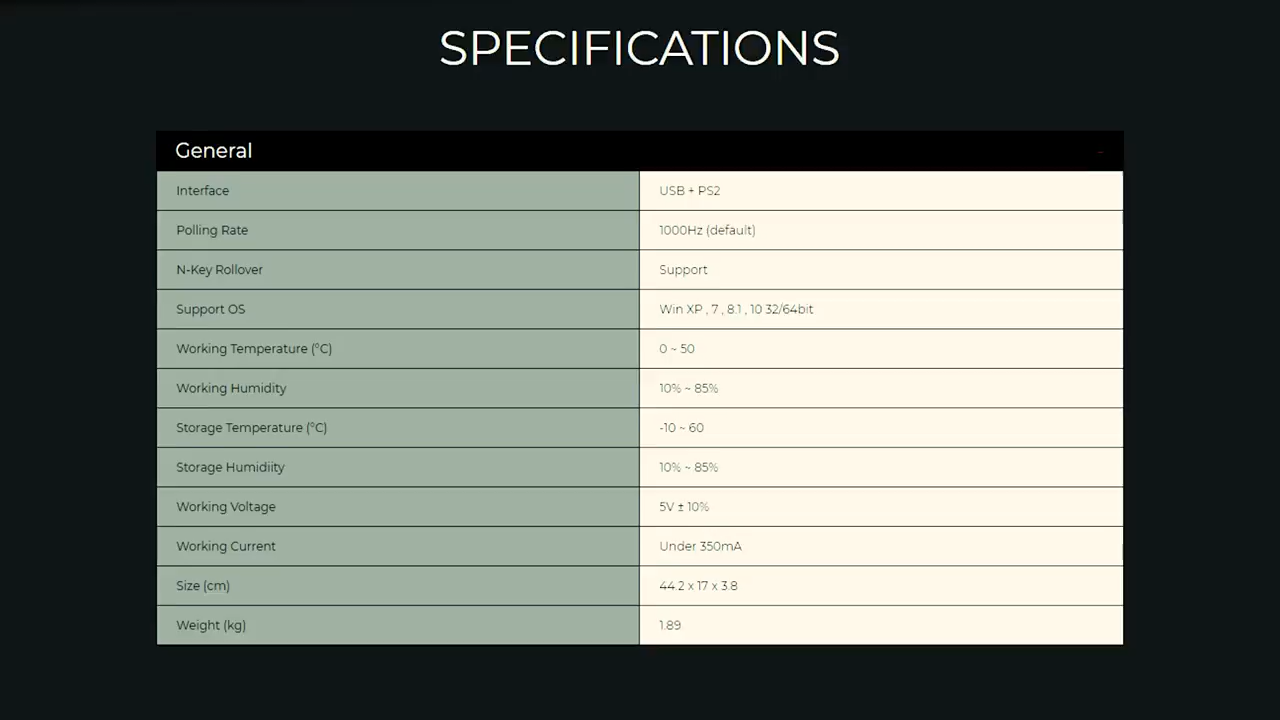 SPECIFICATIONS
General -
Interface USB + PS2
Polling Rate 1000Hz (default)
N-Key Rollover Support
Support OS Win XP , 7 , 8.1 , 10 32/64bit
Working Temperature (°C) 0 ~ 50
Working Humidity 10% ~ 85%
Storage Temperature (°C) -10 ~ 60
Storage Humidiity 10% ~ 85%
Working Voltage 5V ± 10%
Working Current Under 350mA
Size (cm) 44.2 x 17 x 3.8
Weight (kg) 1.89